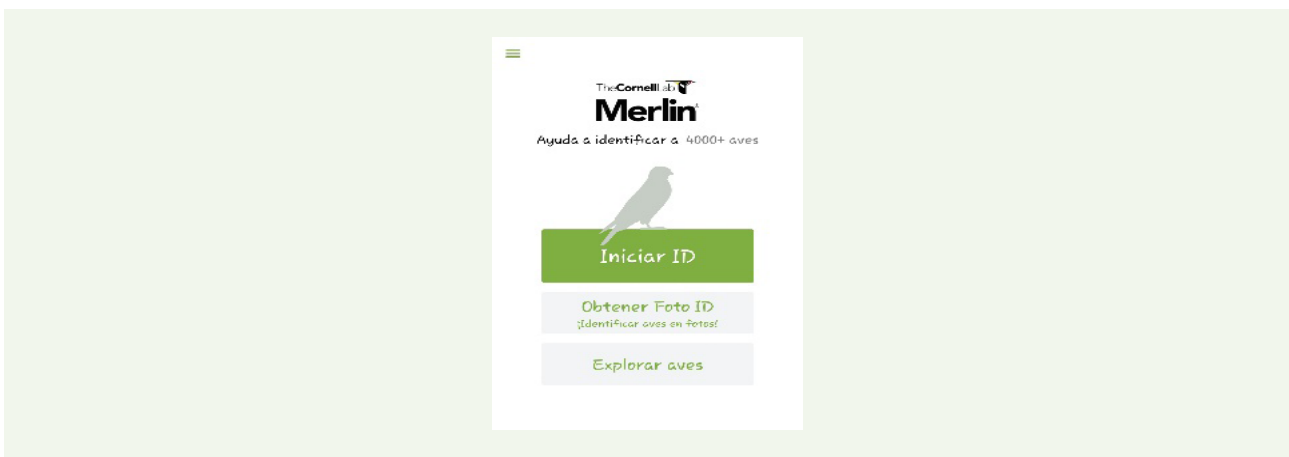 TheCornellLab
Merlin
Ayuda a identificar a 4000+ aves
Iniciar ID
Obtener Foto ID
¡Identificar aves en fotos!
Explorar aves